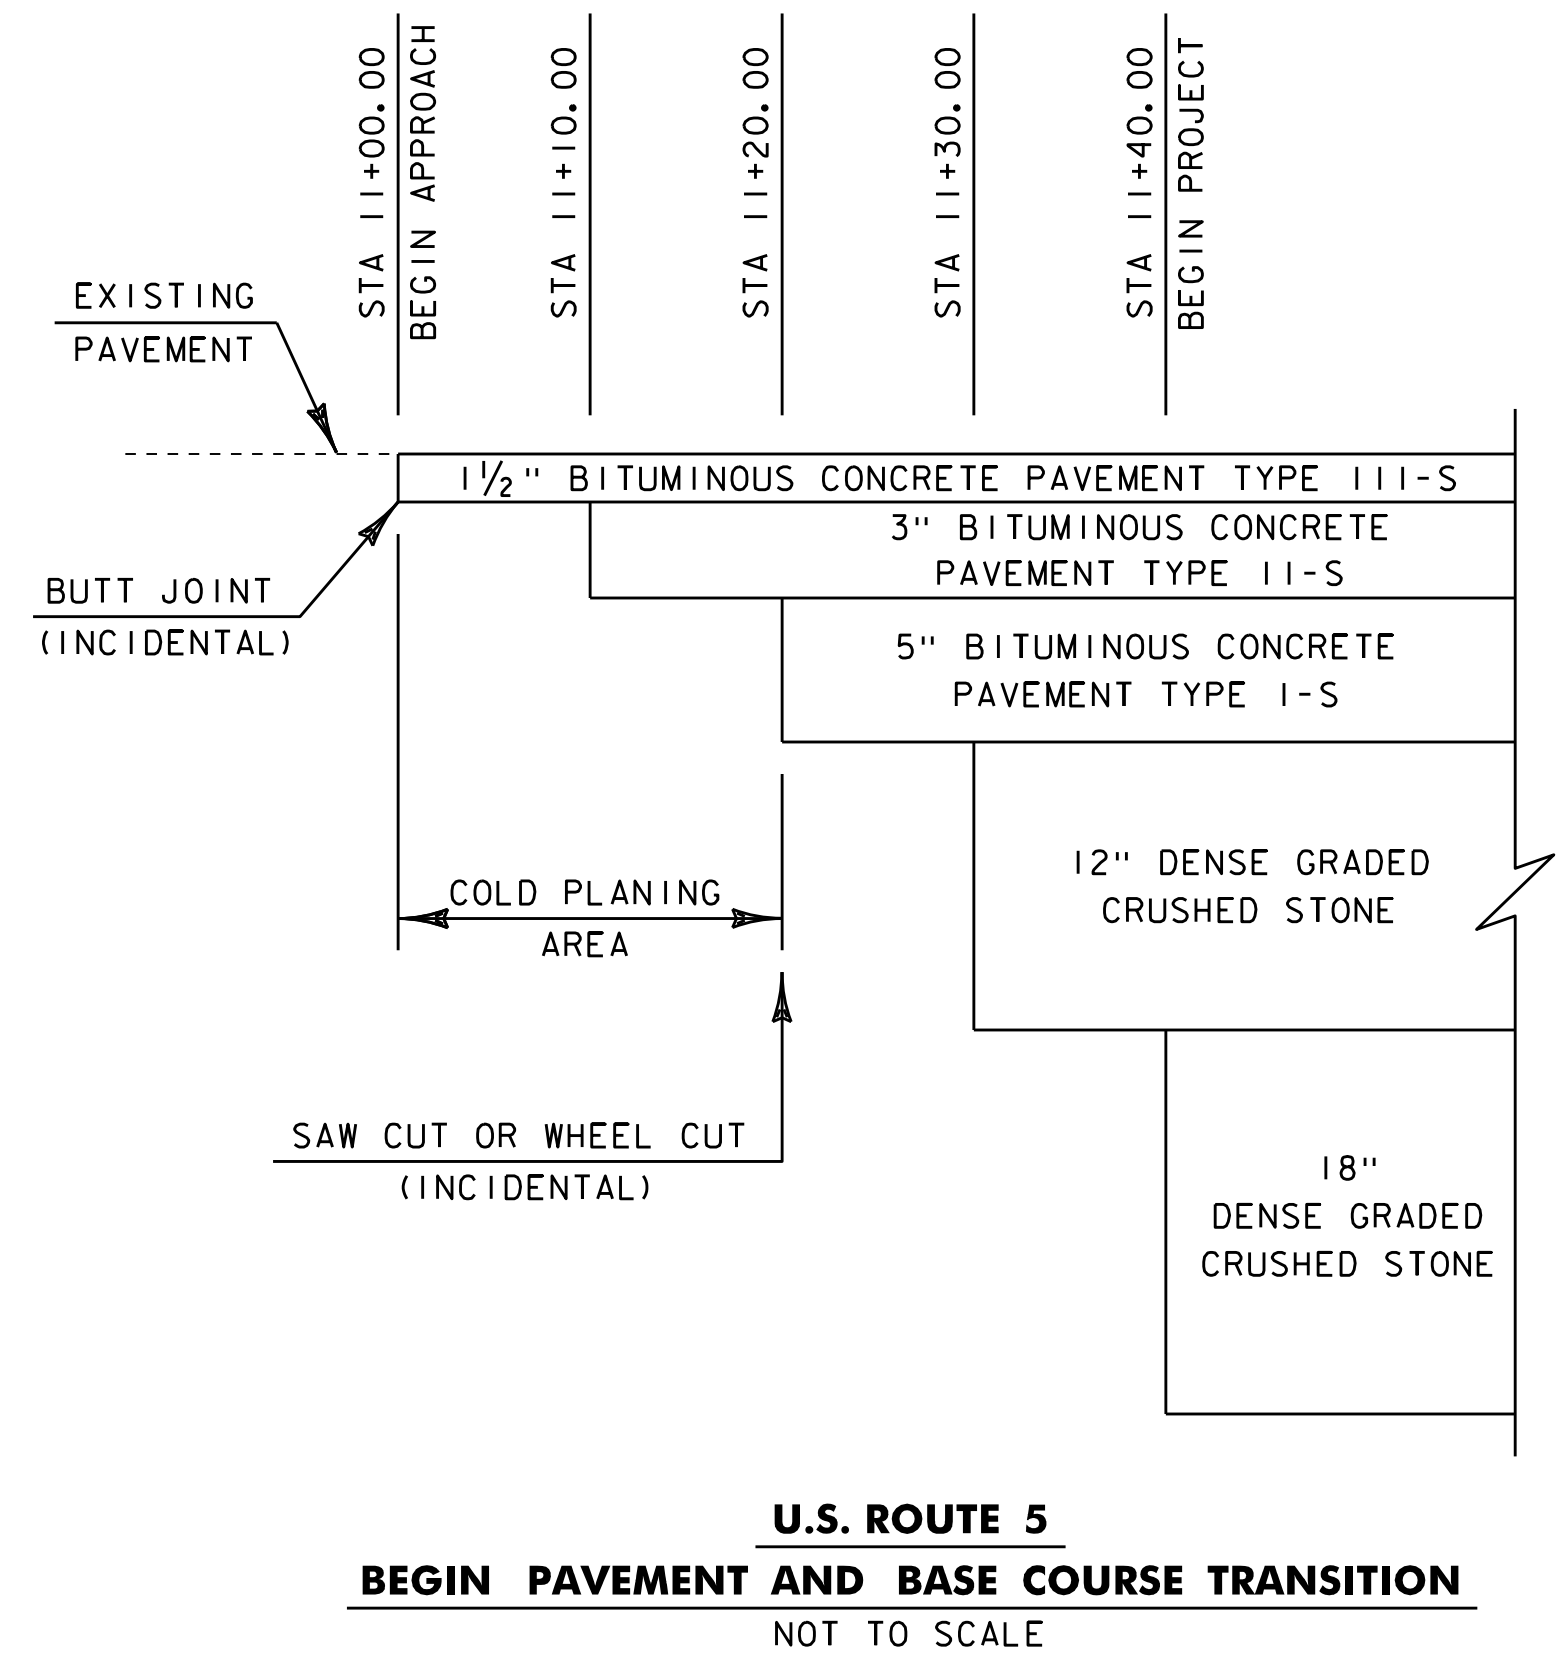 STA 11+00.00
BEGIN APPROACH
STA 11+10.00
STA 11+20.00
STA 11+30.00
STA 11+40.00
BEGIN PROJECT
EXISTING
PAVEMENT
1½" BITUMINOUS CONCRETE PAVEMENT TYPE III-S
3" BITUMINOUS CONCRETE
PAVEMENT TYPE II-S
BUTT JOINT
(INCIDENTAL)
5" BITUMINOUS CONCRETE
PAVEMENT TYPE I-S
12" DENSE GRADED
CRUSHED STONE
COLD PLANING
AREA
SAW CUT OR WHEEL CUT
(INCIDENTAL)
18"
DENSE GRADED
CRUSHED STONE
U.S. ROUTE 5
BEGIN PAVEMENT AND BASE COURSE TRANSITION
NOT TO SCALE